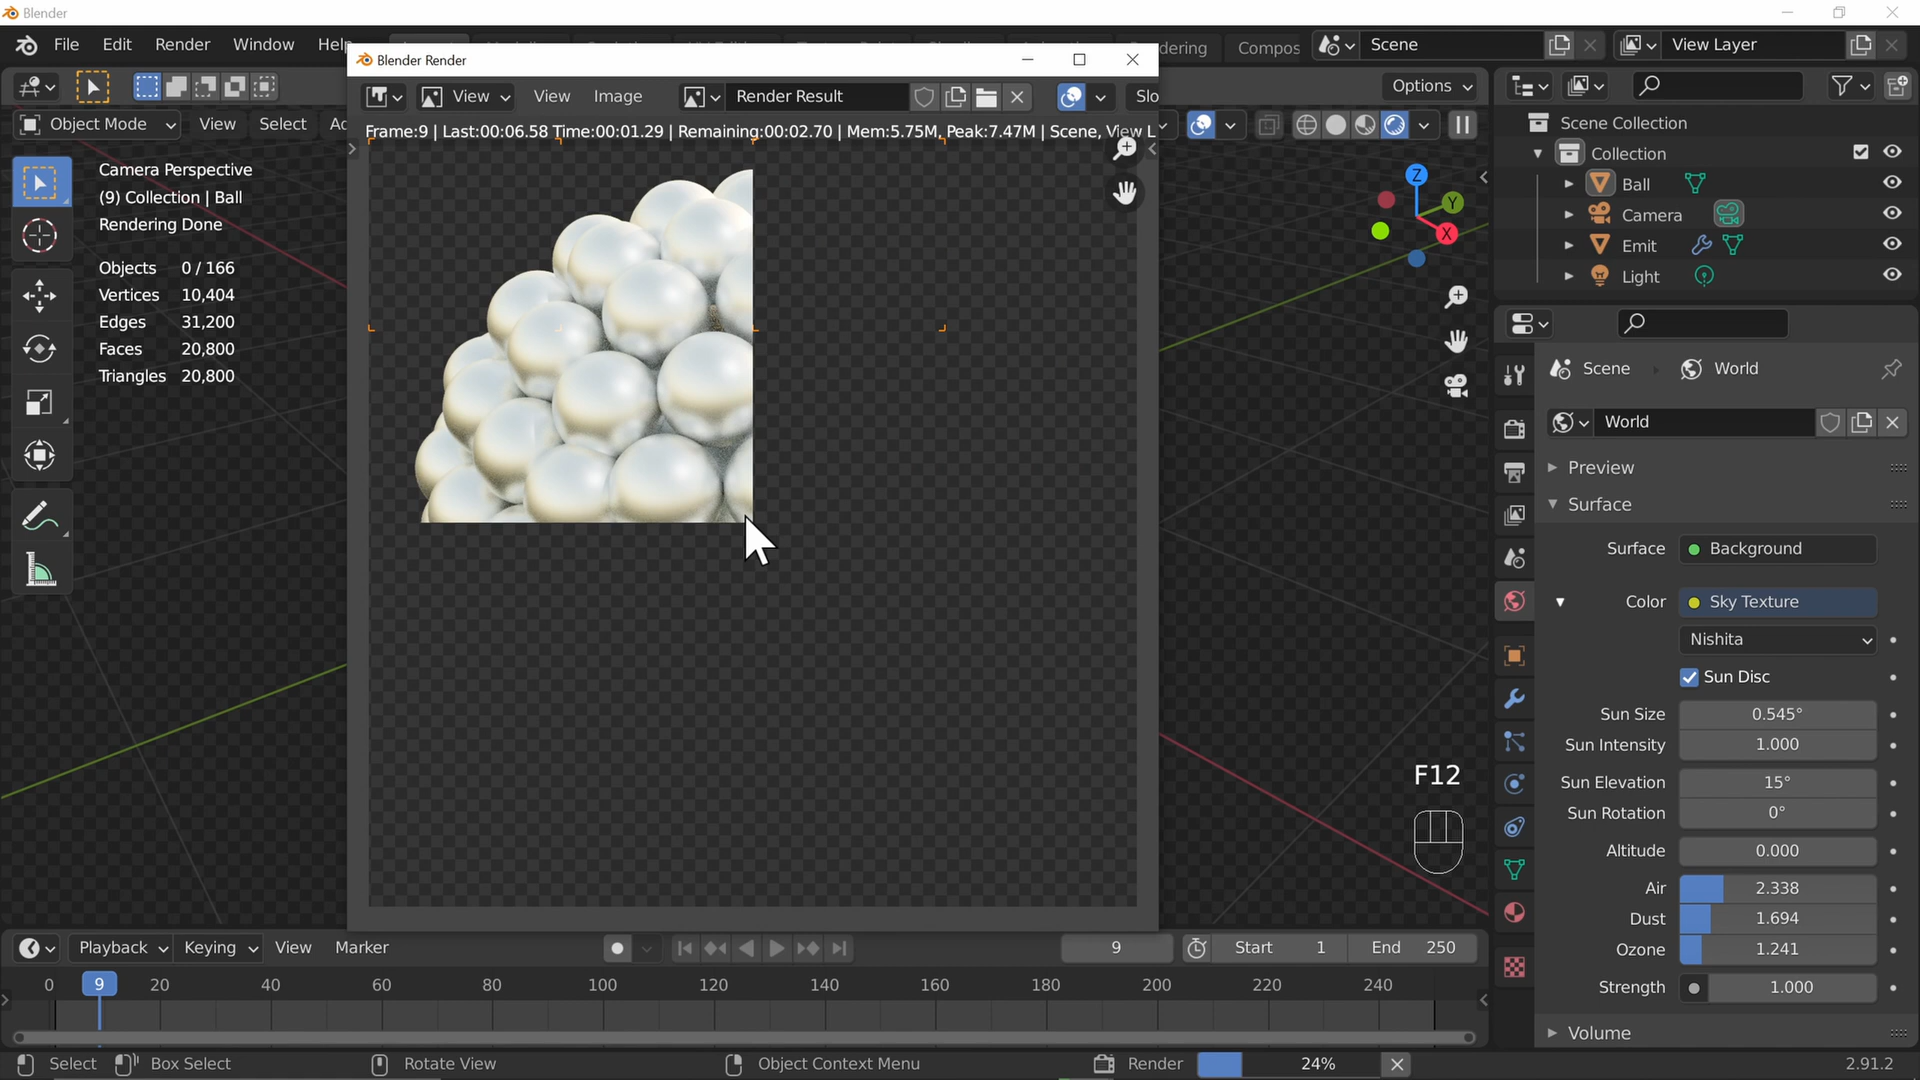 Blender
File Edit Render Window Help
Rendering Compos
Scene
View Layer
Blender Render
View View Image Render Result Slo
Options
Object Mode View Select Ad
Frame:9 | Last:00:06.58 Time:00:01.29 | Remaining:00:02.70 | Mem:5.75M, Peak:7.47M | Scene, View L
Camera Perspective
(9) Collection | Ball
Rendering Done
Objects 0 / 166
Vertices 10,404
Edges 31,200
Faces 20,800
Triangles 20,800
Z
Y
X
Scene Collection
Collection
Ball
Camera
Emit
Light
Scene World
World
Preview
Surface
Surface Background
Color Sky Texture
Nishita
Sun Disc
Sun Size 0.545°
Sun Intensity 1.000
Sun Elevation 15°
Sun Rotation 0°
Altitude 0.000
Air 2.338
Dust 1.694
Ozone 1.241
Strength 1.000
Volume
F12
Playback Keying View Marker
9 Start 1 End 250
0 9 20 40 60 80 100 120 140 160 180 200 220 240
Select Box Select Rotate View Object Context Menu Render 24% 2.91.2